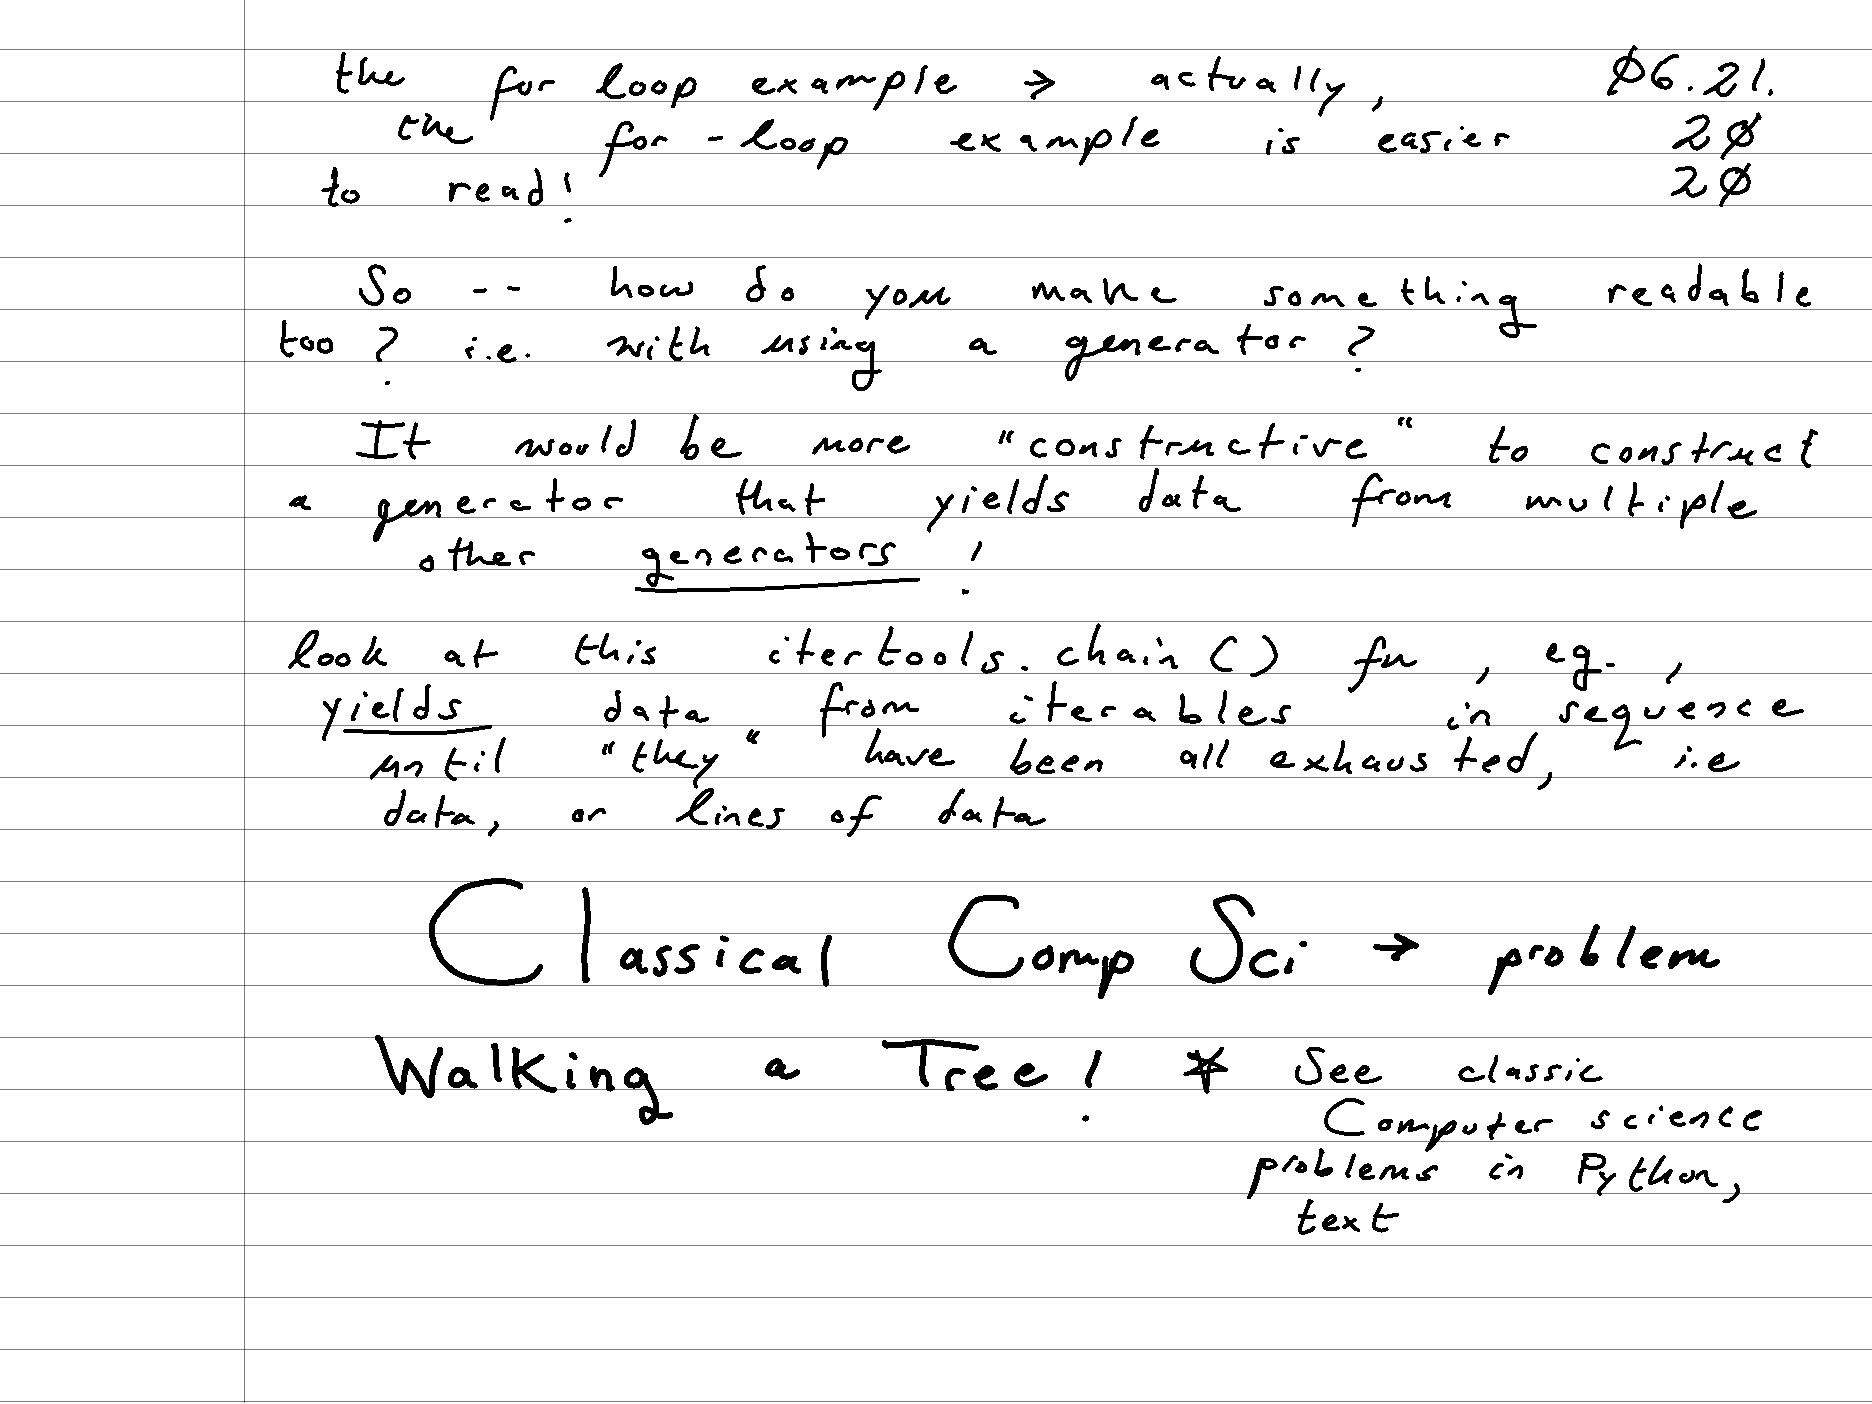 the for loop example → actually, Ø6.21.
the for-loop example is easier 2Ø
to read! 2Ø
So -- how do you make something readable
too? i.e. with using a generator?
It would be more "constructive" to construct
a generator that yields data from multiple
other generators!
look at this itertools.chain() fn, eg.,
yields data from iterables in sequence
until "they" have been all exhausted, i.e
data, or lines of data
Classical Comp Sci → problem
Walking a Tree! * See classic
Computer science
problems in Python,
text